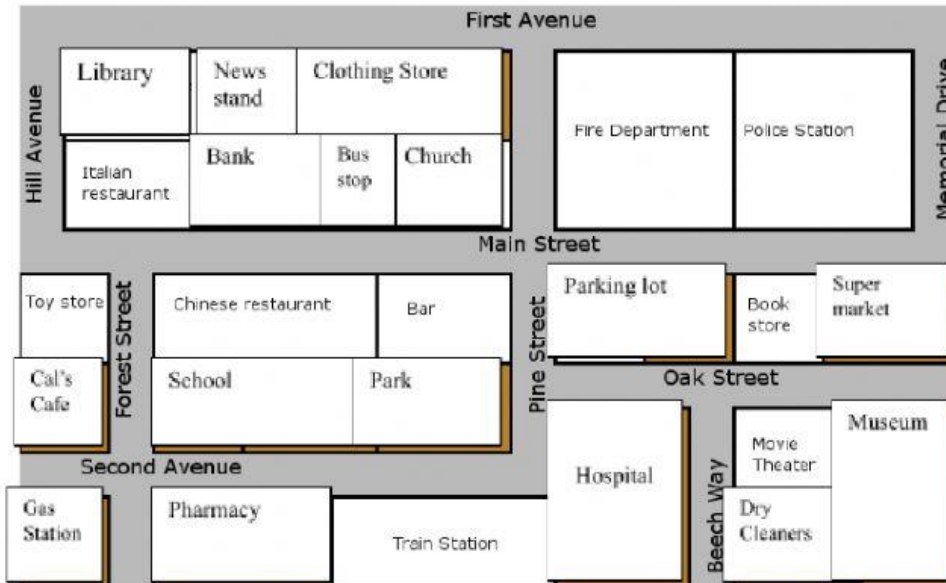 First Avenue
Library
News
stand
Clothing Store
Fire Department
Police Station
Memorial Drive
Hill Avenue
Italian
restaurant
Bank
Bus
stop
Church
Main Street
Toy store
Forest Street
Chinese restaurant
Bar
Pine Street
Parking lot
Book
store
Super
market
Cal's
Cafe
School
Park
Oak Street
Second Avenue
Hospital
Beech Way
Movie
Theater
Museum
Gas
Station
Pharmacy
Train Station
Dry
Cleaners